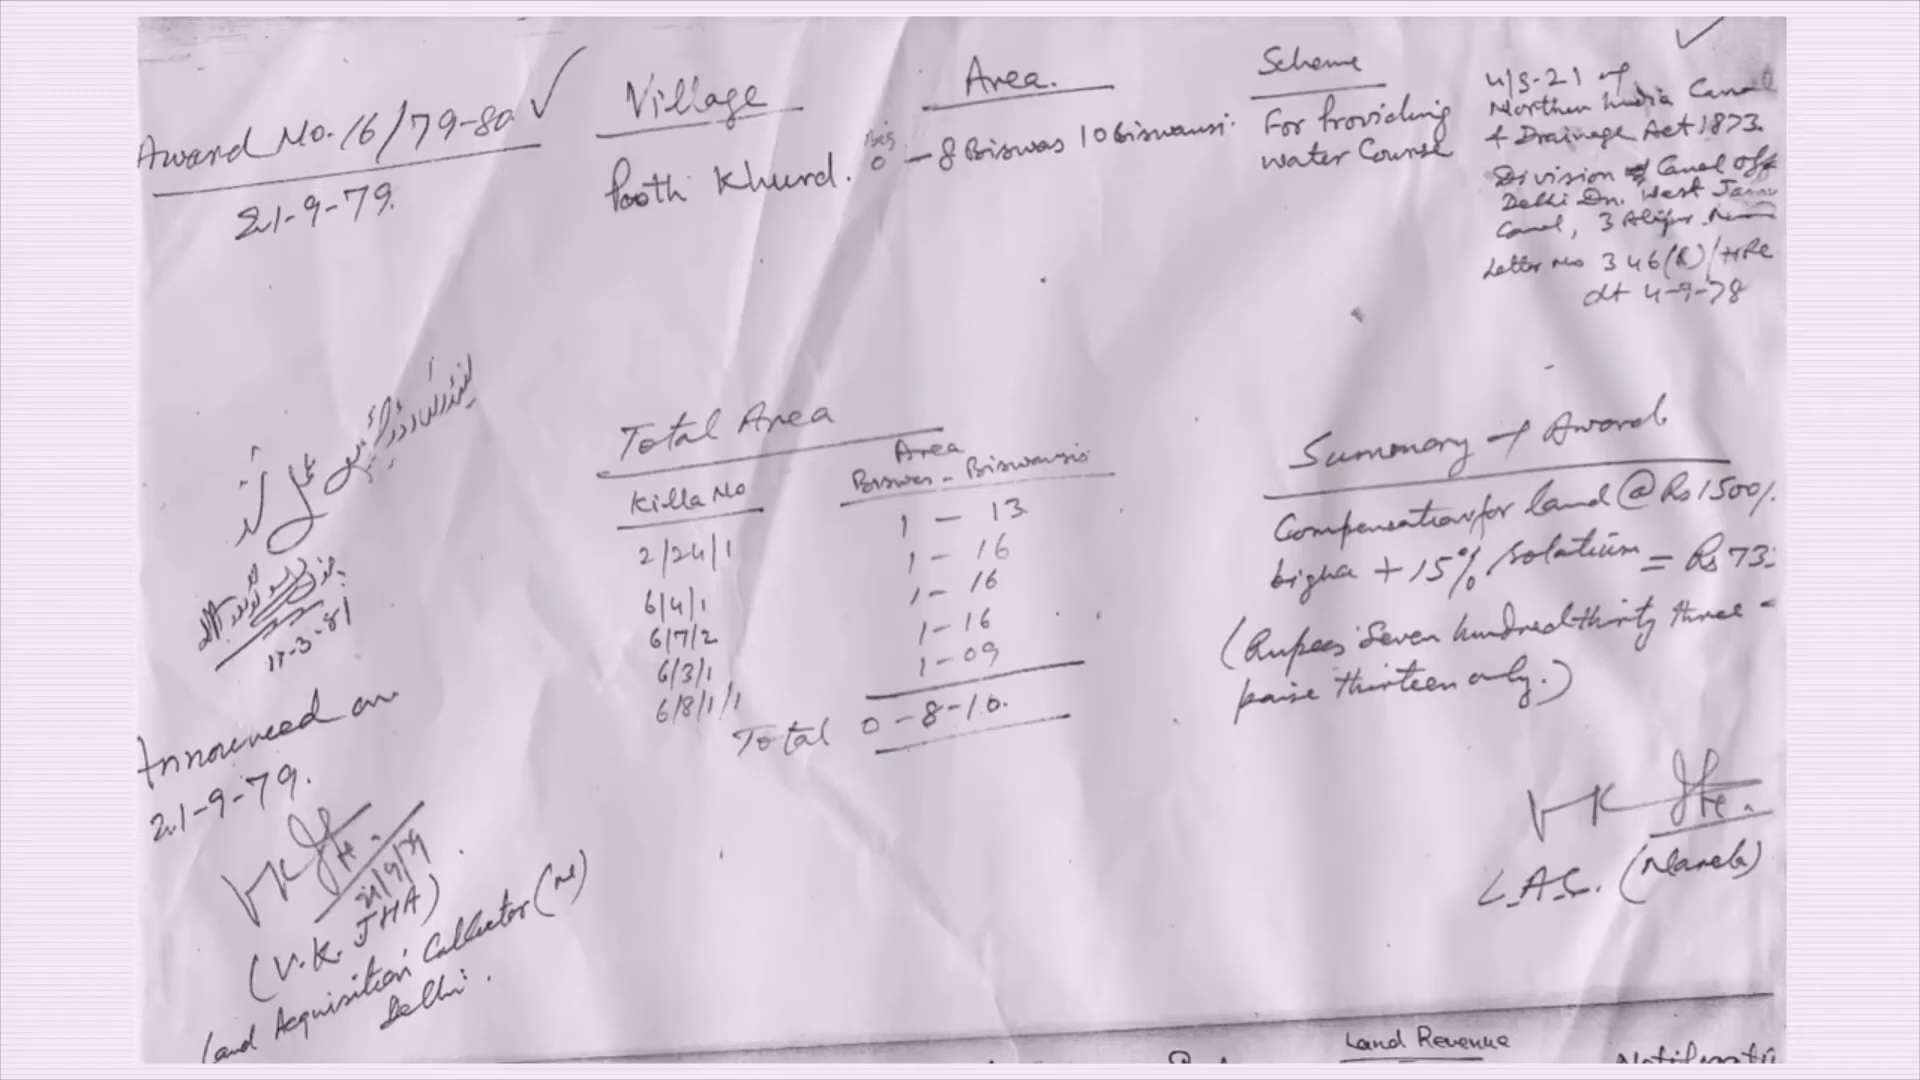 Award No. 16/79-80
21-9-79.
Village
Pooth Khurd.
Area.
Big
0 - 8 Biswas 10 Biswansi.
Scheme
For Providing
water Course
U/S-21 of
Northern India Canal
& Drainage Act 1873.
Division Canal Off
Delhi Dn. West
Canal, 3 Alipur
Letter No 346(R)/
dt 4-9-78
Total Area
Killa No
Area
Biswas - Biswansis
2/24/1
6/4/1
6/7/2
6/3/1
6/8/1/1
1 - 13
1 - 16
1 - 16
1 - 16
1 - 09
Total 0 - 8 - 10.
Summary of Award
Compensation for land @ Rs 1500/.
bigha + 15% solatium = Rs 73
(Rupees Seven hundred thirty three
paise thirteen only.)
17-3-81
Announced on
21-9-79.
21/9/79
(V.K. JHA)
Land Acquisition Collector (N)
Delhi.
L.A.C. (Narela)
Land Revenue